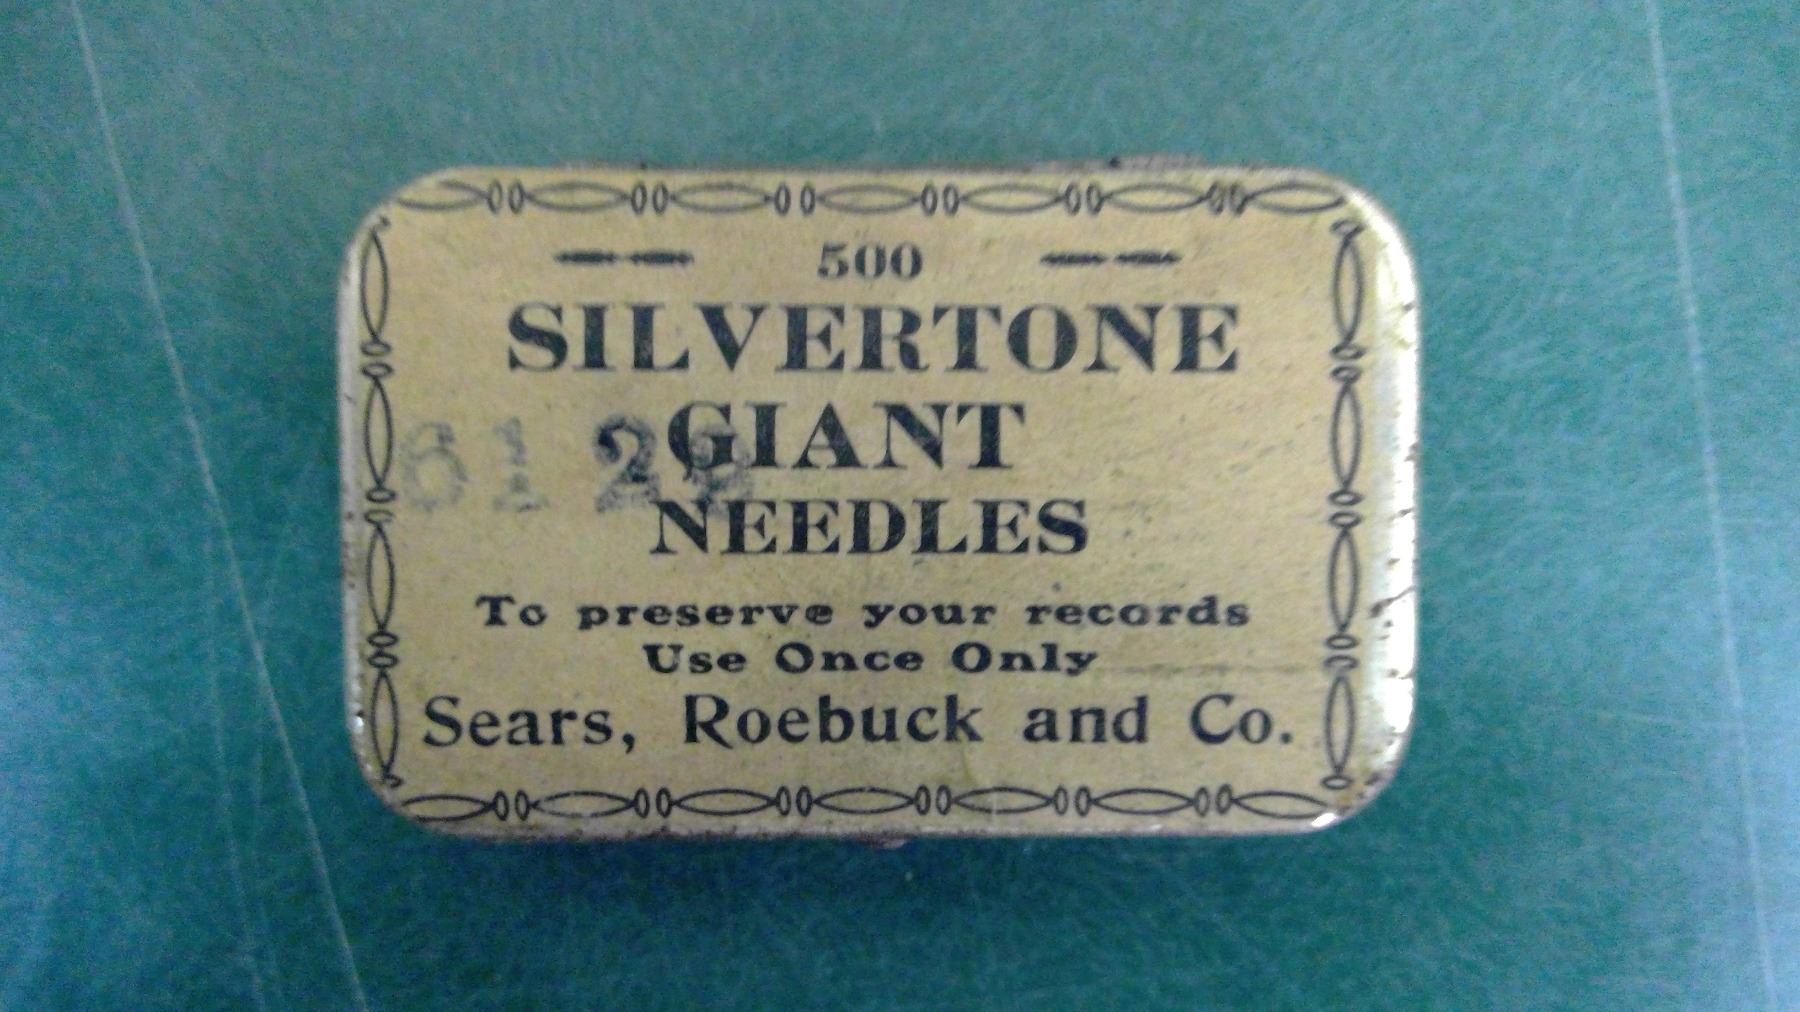 500
SILVERTONE
GIANT
NEEDLES
To preserve your records
Use Once Only
Sears, Roebuck and Co.